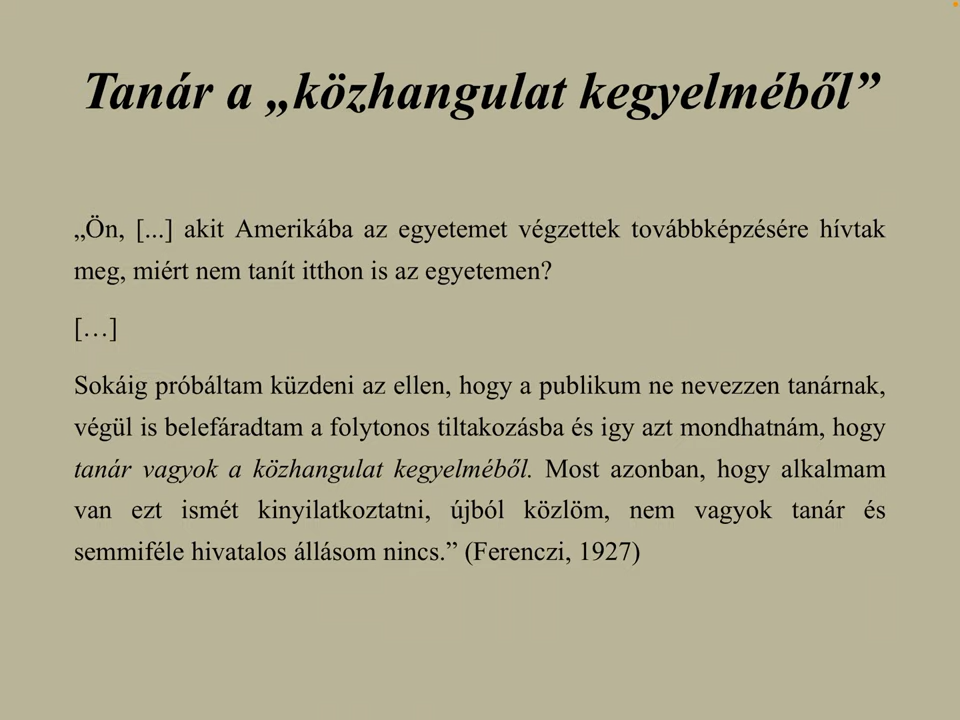 Tanár a „közhangulat kegyelméből”
„Ön, [...] akit Amerikába az egyetemet végzettek továbbképzésére hívtak
meg, miért nem tanít itthon is az egyetemen?
[…]
Sokáig próbáltam küzdeni az ellen, hogy a publikum ne nevezzen tanárnak,
végül is belefáradtam a folytonos tiltakozásba és igy azt mondhatnám, hogy
tanár vagyok a közhangulat kegyelméből. Most azonban, hogy alkalmam
van ezt ismét kinyilatkoztatni, újból közlöm, nem vagyok tanár és
semmiféle hivatalos állásom nincs.” (Ferenczi, 1927)